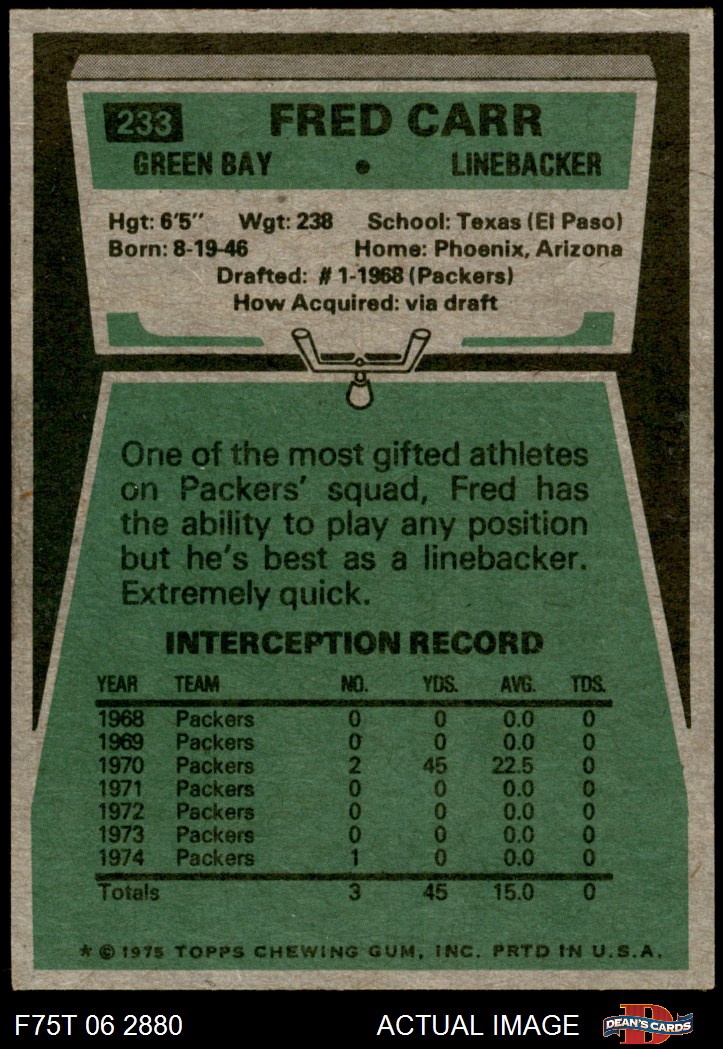 233 FRED CARR
GREEN BAY • LINEBACKER
Hgt: 6'5" Wgt: 238 School: Texas (El Paso)
Born: 8-19-46 Home: Phoenix, Arizona
Drafted: #1-1968 (Packers)
How Acquired: via draft
One of the most gifted athletes
on Packers' squad, Fred has
the ability to play any position
but he's best as a linebacker.
Extremely quick.
INTERCEPTION RECORD
YEAR TEAM NO. YDS. AVG. TDS.
1968 Packers 0 0 0.0 0
1969 Packers 0 0 0.0 0
1970 Packers 2 45 22.5 0
1971 Packers 0 0 0.0 0
1972 Packers 0 0 0.0 0
1973 Packers 0 0 0.0 0
1974 Packers 1 0 0.0 0
Totals 3 45 15.0 0
* © 1975 TOPPS CHEWING GUM, INC. PRTD IN U.S.A.
F75T 06 2880 ACTUAL IMAGE D DEAN'S CARDS